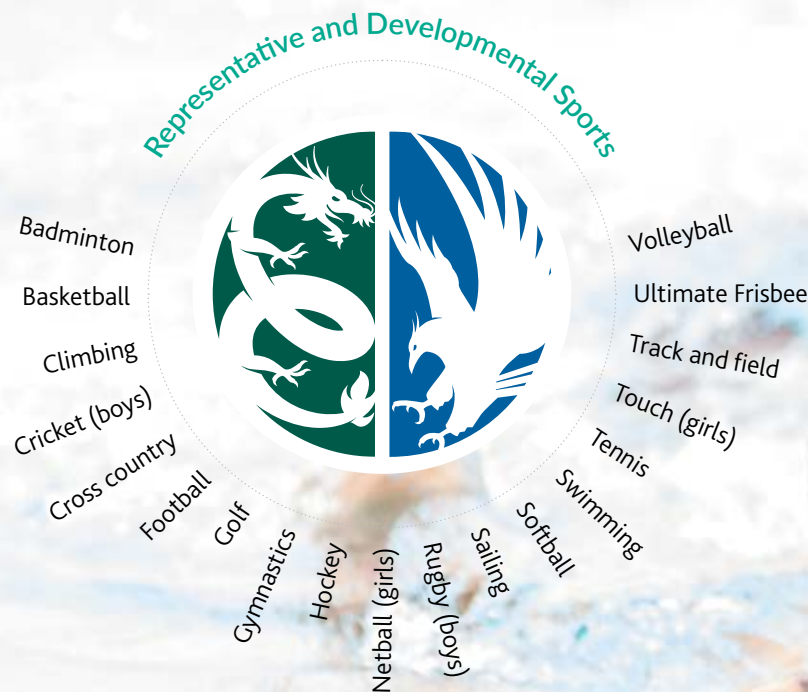 Representative and Developmental Sports
Badminton
Basketball
Climbing
Cricket (boys)
Cross country
Football
Golf
Gymnastics
Hockey
Netball (girls)
Rugby (boys)
Sailing
Softball
Swimming
Tennis
Touch (girls)
Track and field
Ultimate Frisbee
Volleyball